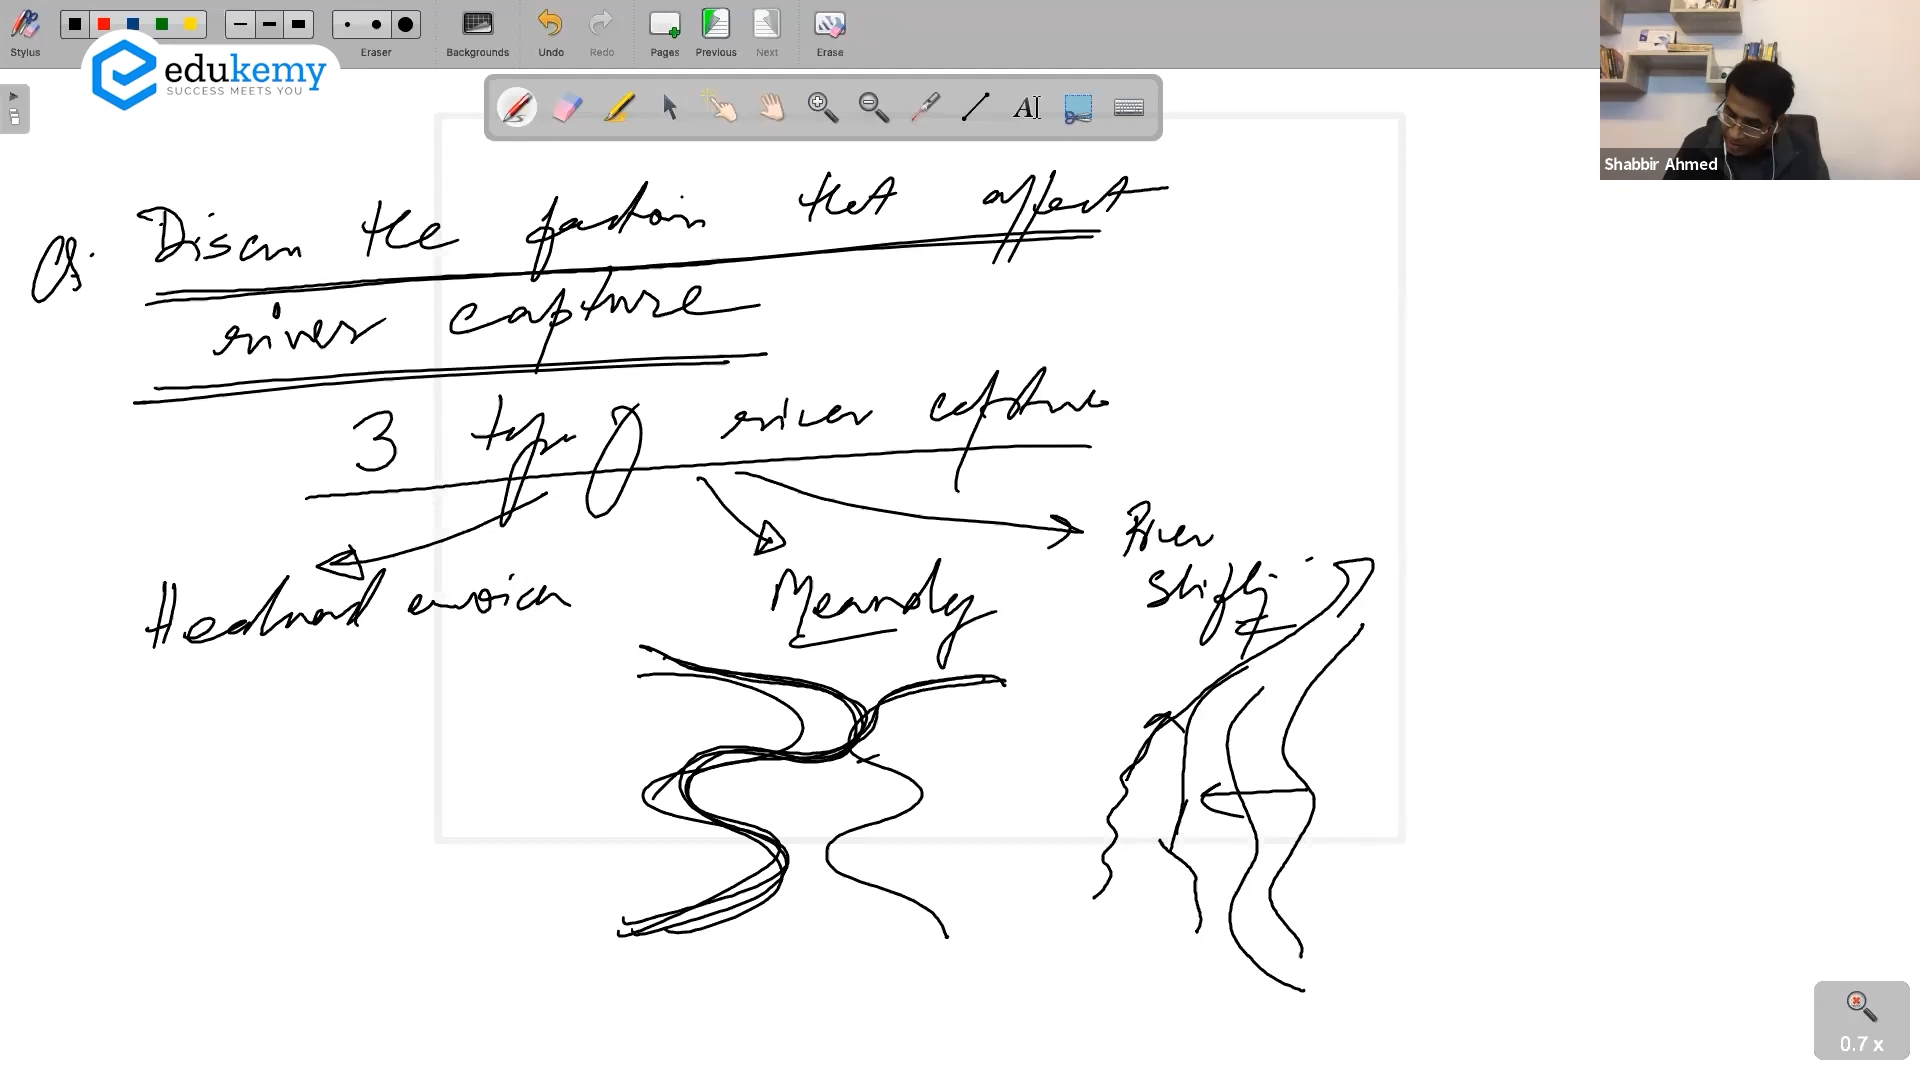 Stylus
Eraser
Backgrounds
Undo
Redo
Pages
Previous
Next
Erase
edukemy
SUCCESS MEETS YOU
Shabbir Ahmed
Q. Discuss the factors that affect
river capture
3 types of river capture
Headward erosion
Meandering
River
Shifting
0.7 x